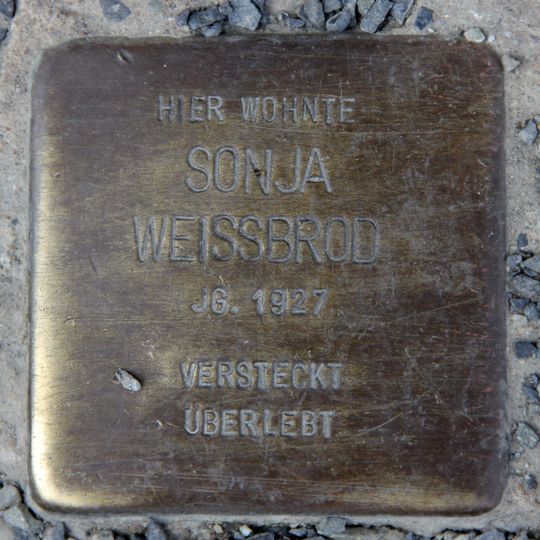 HIER WOHNTE
SONJA
WEISSBROD
JG. 1927
VERSTECKT
ÜBERLEBT